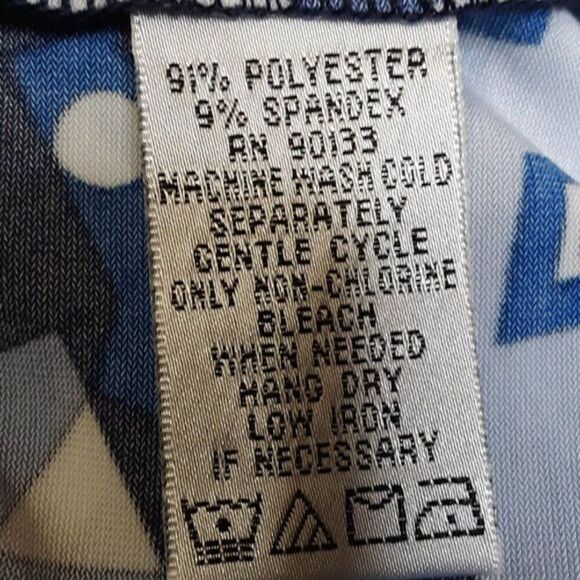 91% POLYESTER
9% SPANDEX
RN 90133
MACHINE WASH COLD
SEPARATELY
GENTLE CYCLE
ONLY NON-CHLORINE
BLEACH
WHEN NEEDED
HAND DRY
LOW IRON
IF NECESSARY